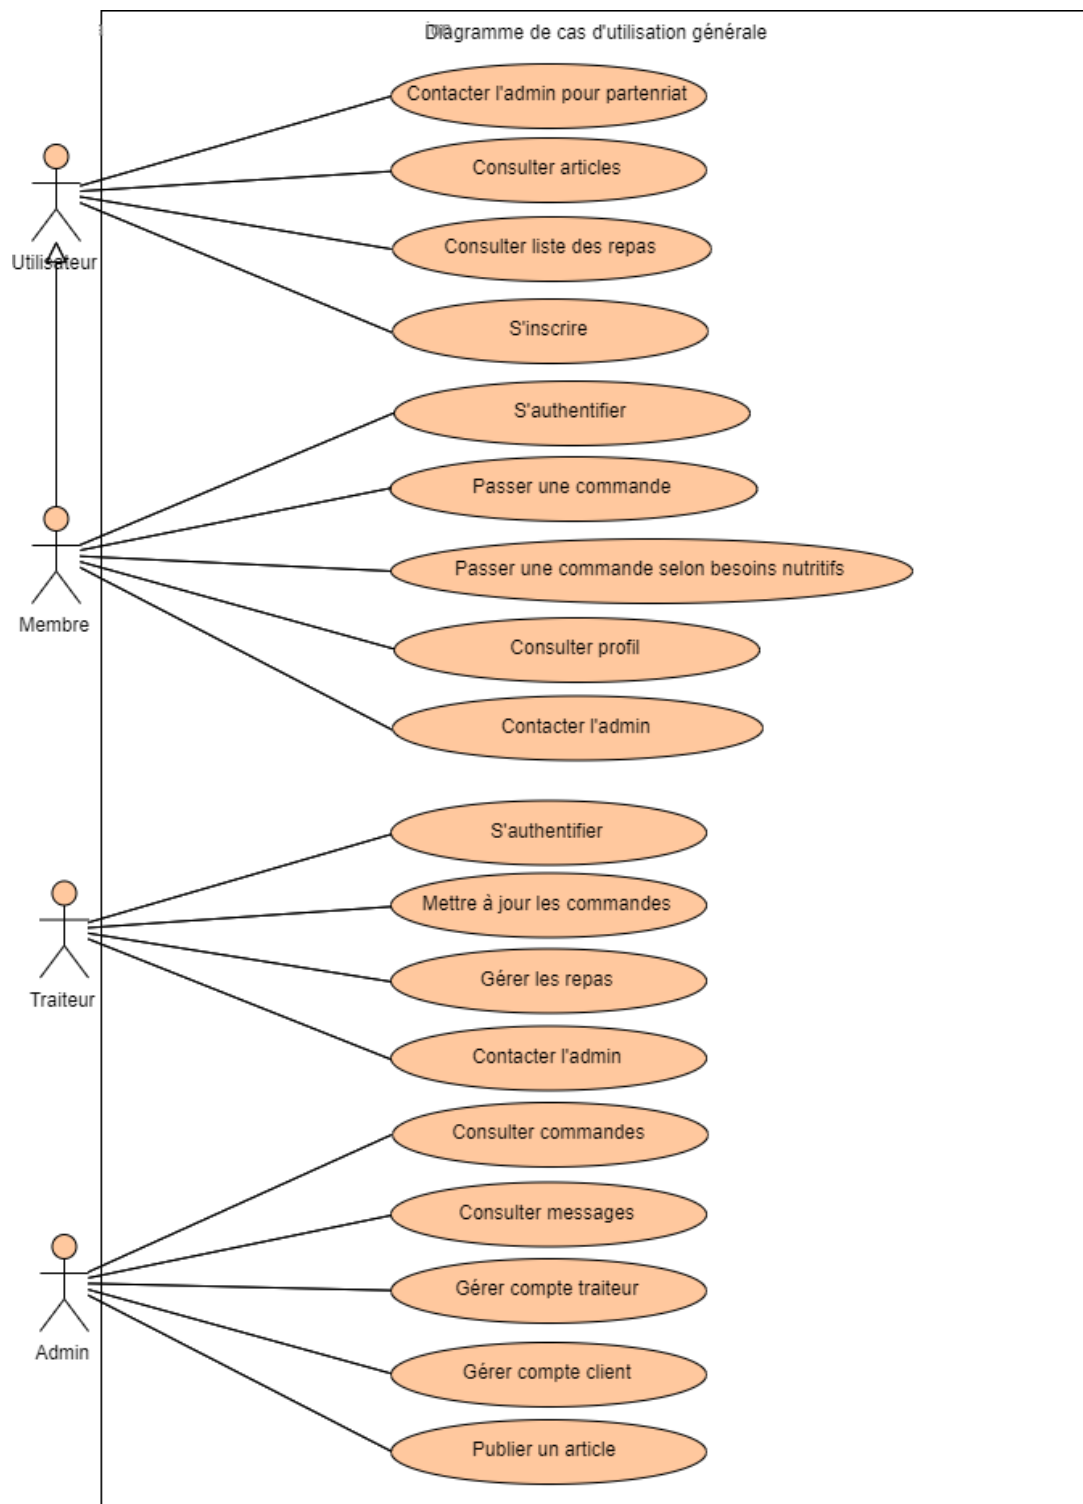 Diagramme de cas d'utilisation générale
Contacter l'admin pour partenriat
Consulter articles
Consulter liste des repas
Utilisateur
S'inscrire
S'authentifier
Passer une commande
Passer une commande selon besoins nutritifs
Membre
Consulter profil
Contacter l'admin
S'authentifier
Mettre à jour les commandes
Gérer les repas
Traiteur
Contacter l'admin
Consulter commandes
Consulter messages
Gérer compte traiteur
Admin
Gérer compte client
Publier un article